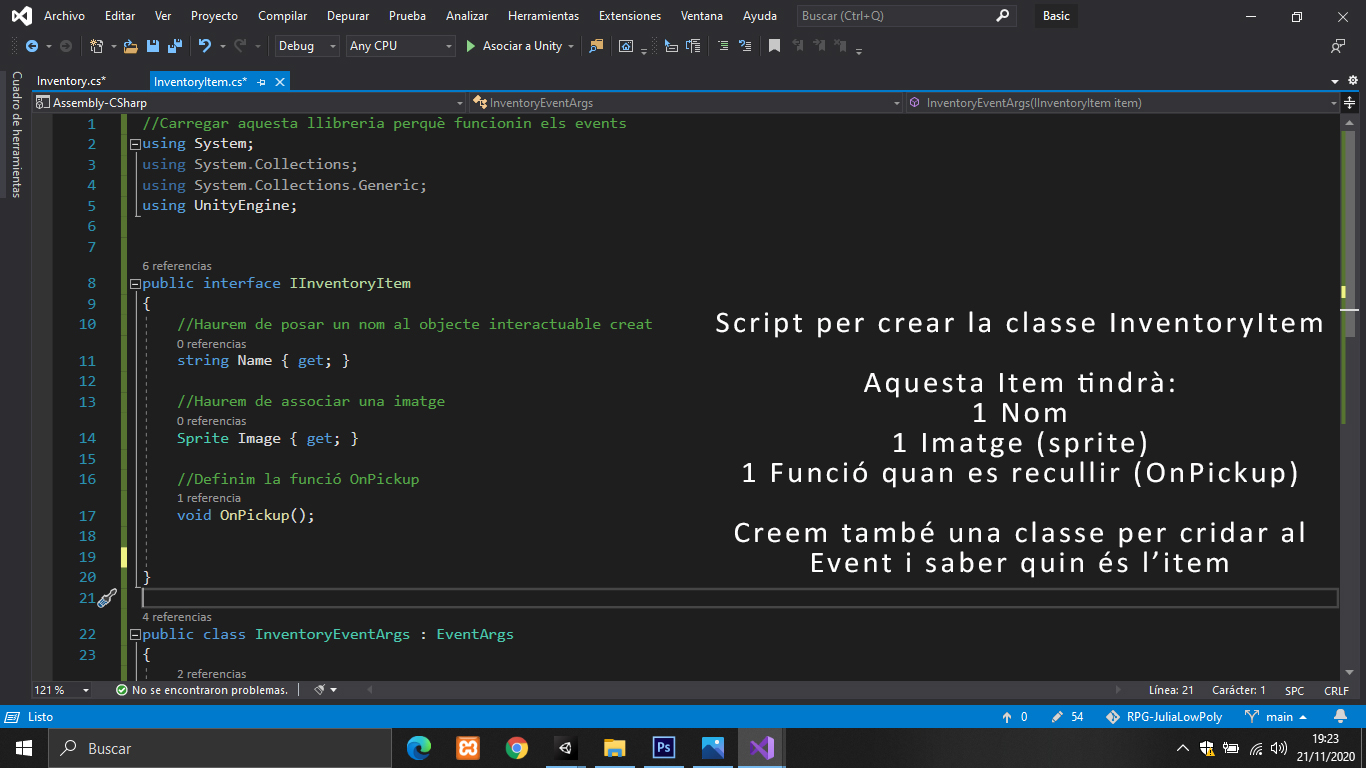 Archivo Editar Ver Proyecto Compilar Depurar Prueba Analizar Herramientas Extensiones Ventana Ayuda Buscar (Ctrl+Q) Basic
Debug Any CPU Asociar a Unity
Cuadro de herramientas
Inventory.cs* InventoryItem.cs*
Assembly-CSharp InventoryEventArgs InventoryEventArgs(IInventoryItem item)
1 //Carregar aquesta llibreria perquè funcionin els events
2 using System;
3 using System.Collections;
4 using System.Collections.Generic;
5 using UnityEngine;
6
7
6 referencias
8 public interface IInventoryItem
9 {
10 //Haurem de posar un nom al objecte interactuable creat
0 referencias
11 string Name { get; }
12
13 //Haurem de associar una imatge
0 referencias
14 Sprite Image { get; }
15
16 //Definim la funció OnPickup
1 referencia
17 void OnPickup();
18
19
20 }
21
4 referencias
22 public class InventoryEventArgs : EventArgs
23 {
2 referencias
Script per crear la classe InventoryItem
Aquesta Item tindrà:
1 Nom
1 Imatge (sprite)
1 Funció quan es recullir (OnPickup)
Creem també una classe per cridar al
Event i saber quin és l’item
121 % No se encontraron problemas. Línea: 21 Carácter: 1 SPC CRLF
Listo 0 54 RPG-JuliaLowPoly main
Buscar
Ps
19:23
21/11/2020